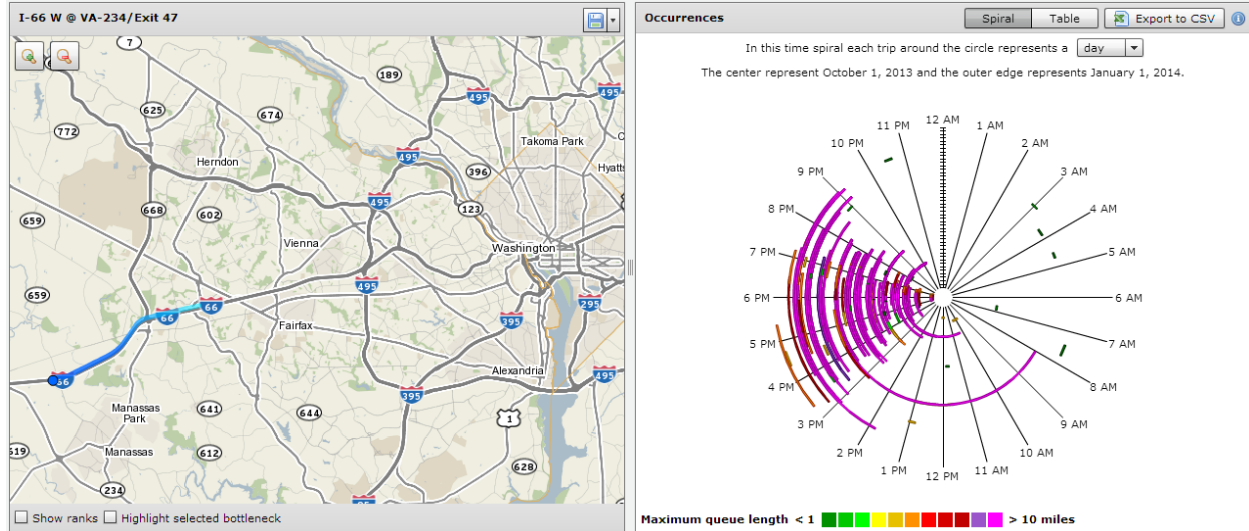 I-66 W @ VA-234/Exit 47
7
189
495
495
625
674
772
Takoma Park
Herndon
495
396
Hyatts
668
495
659
602
123
Vienna
Washington
659
66
495
295
66
Fairfax
66
395
Alexandria
495
Manassas
Park
641
644
395
1
Manassas
612
628
234
Show ranks
Highlight selected bottleneck
Occurrences
Spiral
Table
Export to CSV
In this time spiral each trip around the circle represents a day
The center represent October 1, 2013 and the outer edge represents January 1, 2014.
12 AM
11 PM
1 AM
10 PM
2 AM
9 PM
3 AM
8 PM
4 AM
7 PM
5 AM
6 PM
6 AM
5 PM
7 AM
4 PM
8 AM
3 PM
9 AM
2 PM
10 AM
1 PM
11 AM
12 PM
Maximum queue length < 1 > 10 miles